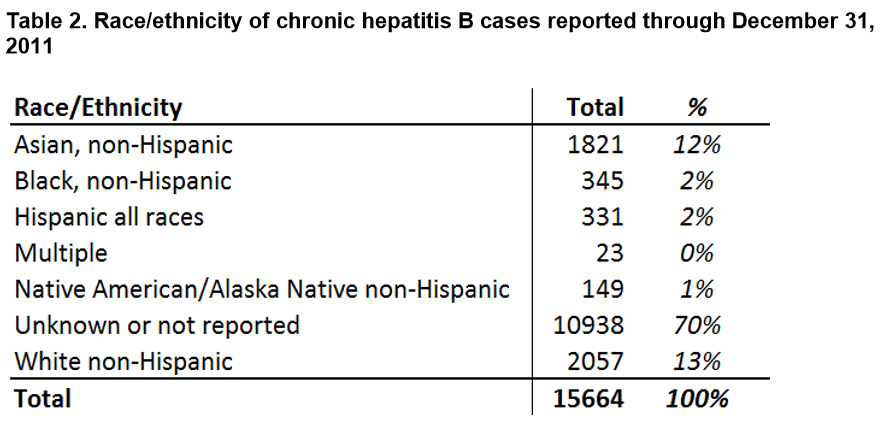 Table 2. Race/ethnicity of chronic hepatitis B cases reported through December 31,
2011
Race/Ethnicity Total %
Asian, non-Hispanic 1821 12%
Black, non-Hispanic 345 2%
Hispanic all races 331 2%
Multiple 23 0%
Native American/Alaska Native non-Hispanic 149 1%
Unknown or not reported 10938 70%
White non-Hispanic 2057 13%
Total 15664 100%